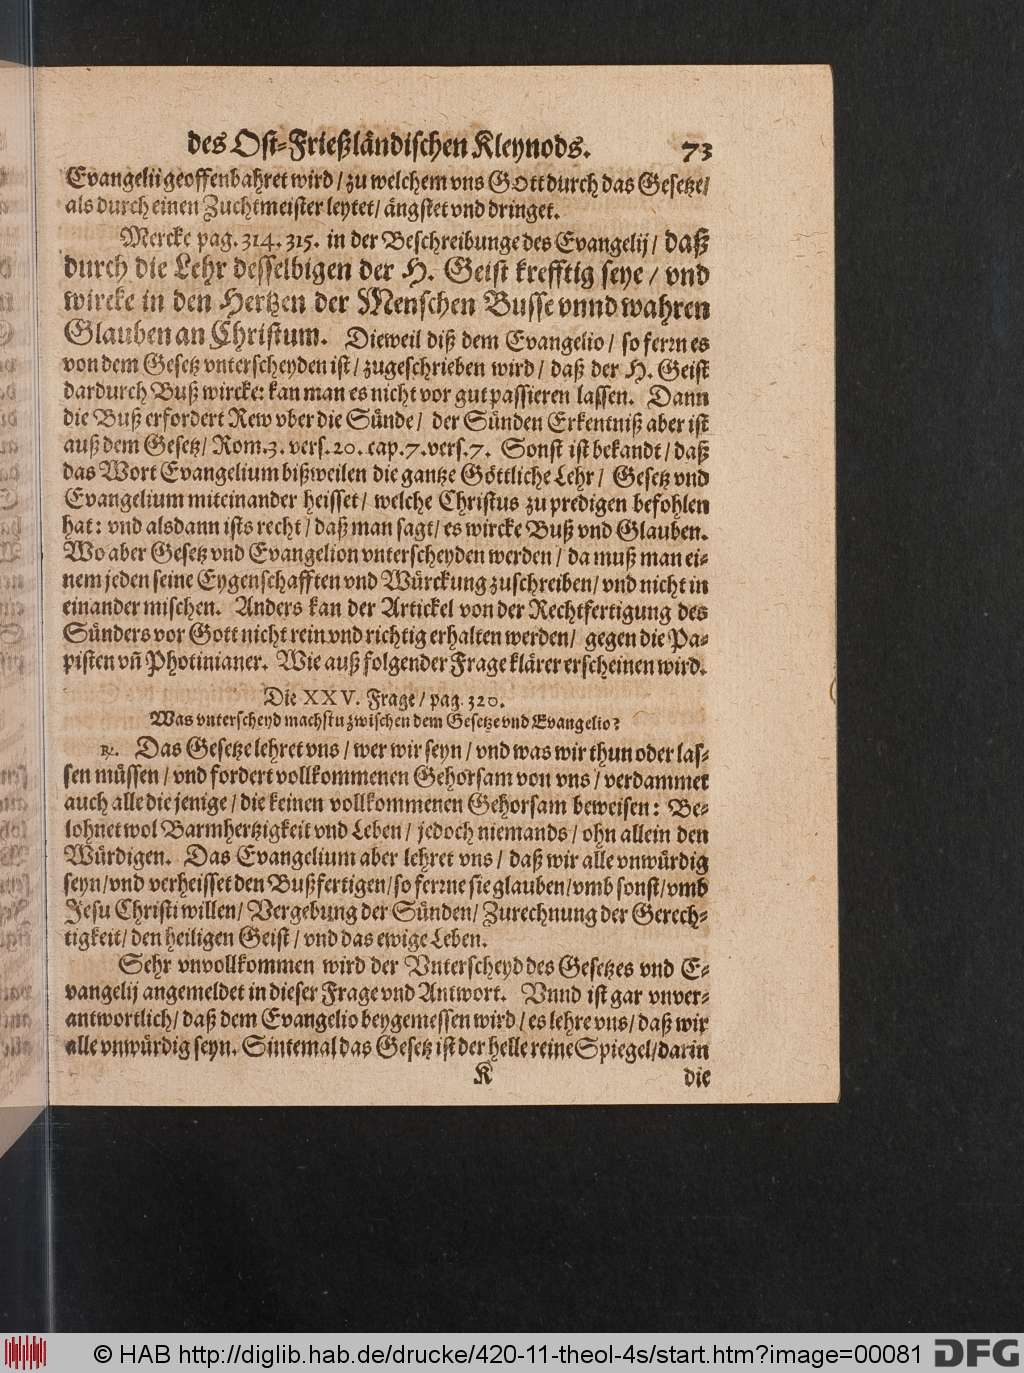 des Ost-Frießländischen Kleynods. 73
Evangelii geoffenbahret wird / zu welchem vns GOtt durch das Gesetze /
als durch einen Zuchtmeister leytet / ängstet vnd dringet.
Mercke pag. 314. 315. in der Beschreibunge des Evangelij / daß
durch die Lehr desselbigen der H. Geist krefftig seye / vnd
wircke in den Hertzen der Menschen Busse vnnd wahren
Glauben an Christum. Dieweil diß dem Evangelio / so ferrn es
von dem Gesetz vnterscheyden ist / zugeschrieben wird / daß der H. Geist
dardurch Buß wircke: kan man es nicht vor gut passieren lassen. Dann
die Buß erfordert Rew vber die Sünde / der Sünden Erkentniß aber ist
auß dem Gesetz / Rom. 3. vers. 20. cap. 7. vers. 7. Sonst ist bekandt / daß
das Wort Evangelium bißweilen die gantze Göttliche Lehr / Gesetz vnd
Evangelium miteinander heisset / welche Christus zu predigen befohlen
hat: vnd alsdann ists recht / daß man sagt / es wircke Buß vnd Glauben.
Wo aber Gesetz vnd Evangelion vnterscheyden werden / da muß man ei-
nem jeden seine Eygenschafften vnd Würckung zuschreiben / vnd nicht in
einander mischen. Anders kan der Artickel von der Rechtfertigung des
Sünders vor Gott nicht rein vnd richtig erhalten werden / gegen die Pa-
pisten vn̄ Photinianer. Wie auß folgender Frage klärer erscheinen wird.
Die XXV. Frage / pag. 320.
Was vnterscheyd machstu zwischen dem Gesetze vnd Evangelio?
℞. Das Gesetze lehret vns / wer wir seyn / vnd was wir thun oder las-
sen müssen / vnd fordert vollkommenen Gehorsam von vns / verdammet
auch alle die jenige / die keinen vollkommenen Gehorsam beweisen: Be-
lohnet wol Barmhertzigkeit vnd Leben / jedoch niemands / ohn allein den
Würdigen. Das Evangelium aber lehret vns / daß wir alle vnwürdig
seyn / vnd verheisset den Bußfertigen / so ferrne sie glauben / vmb sonst / vmb
Jesu Christi willen / Vergebung der Sünden / Zurechnung der Gerech-
tigkeit / den heiligen Geist / vnd das ewige Leben.
Sehr vnvollkommen wird der Vnterscheyd des Gesetzes vnd E-
vangelij angemeldet in dieser Frage vnd Antwort. Vnnd ist gar vnver-
antwortlich / daß dem Evangelio beygemessen wird / es lehre vns / daß wir
alle vnwürdig seyn. Sintemal das Gesetz ist der helle reine Spiegel / darin
K die
© HAB http://diglib.hab.de/drucke/420-11-theol-4s/start.htm?image=00081 DFG